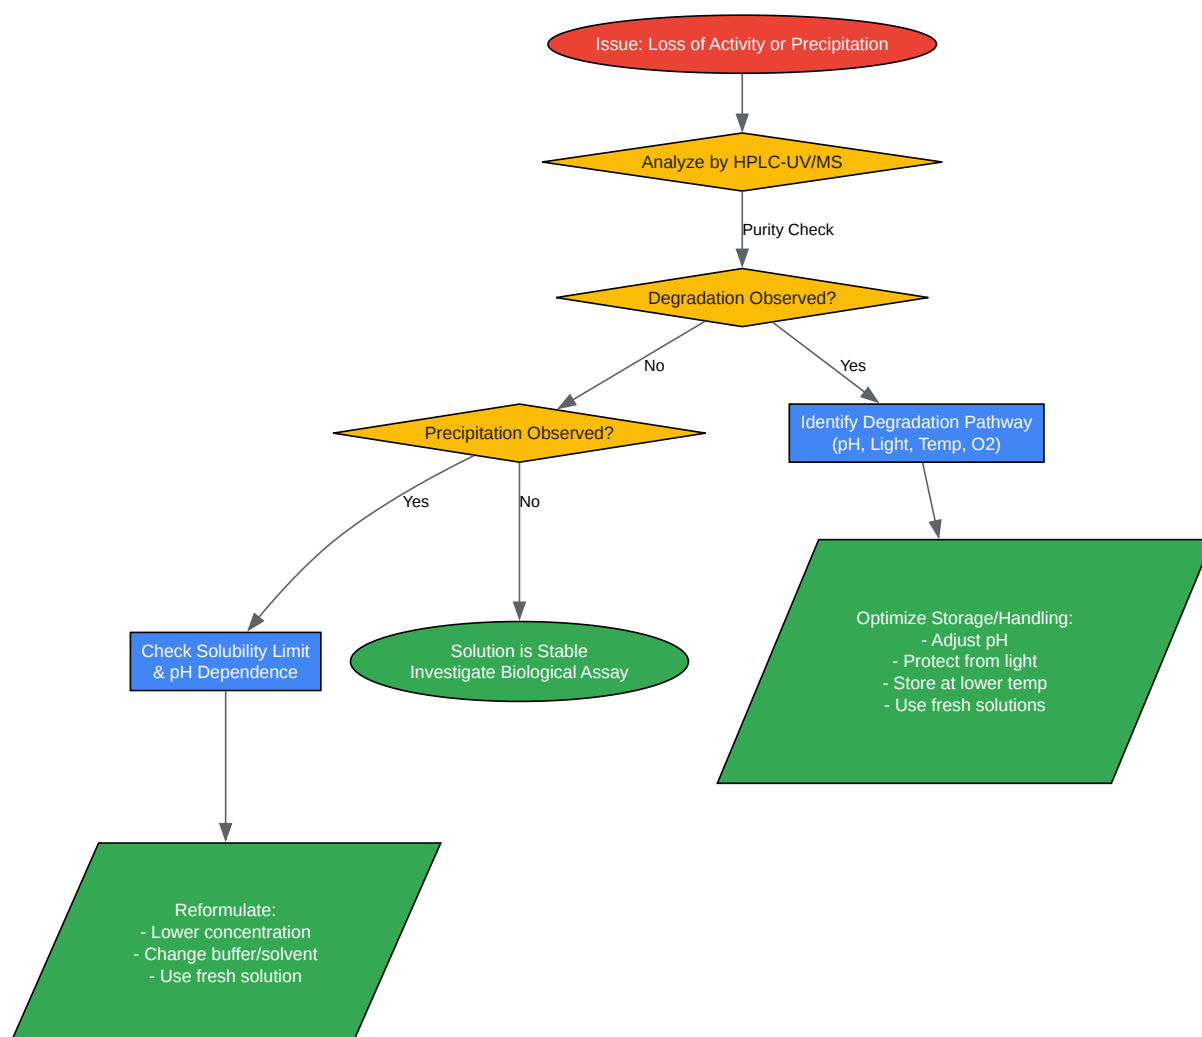 Issue: Loss of Activity or Precipitation
Analyze by HPLC-UV/MS
Purity Check
Degradation Observed?
No
Yes
Precipitation Observed?
Identify Degradation Pathway
(pH, Light, Temp, O2)
Yes
No
Optimize Storage/Handling:
- Adjust pH
- Protect from light
- Store at lower temp
- Use fresh solutions
Check Solubility Limit
& pH Dependence
Solution is Stable
Investigate Biological Assay
Reformulate:
- Lower concentration
- Change buffer/solvent
- Use fresh solution